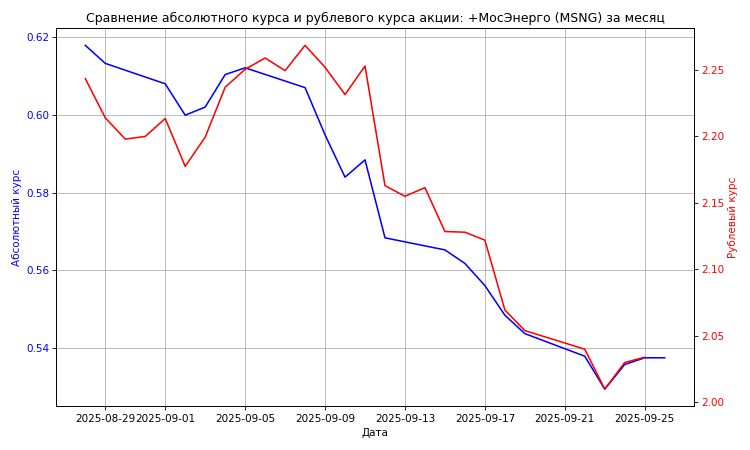 Сравнение абсолютного курса и рублевого курса акции: +МосЭнерго (MSNG) за месяц
0.62
0.60
0.58
0.56
0.54
Абсолютный курс
2.25
2.20
2.15
2.10
2.05
2.00
Рублевый курс
2025-08-29 2025-09-01 2025-09-05 2025-09-09 2025-09-13 2025-09-17 2025-09-21 2025-09-25
Дата